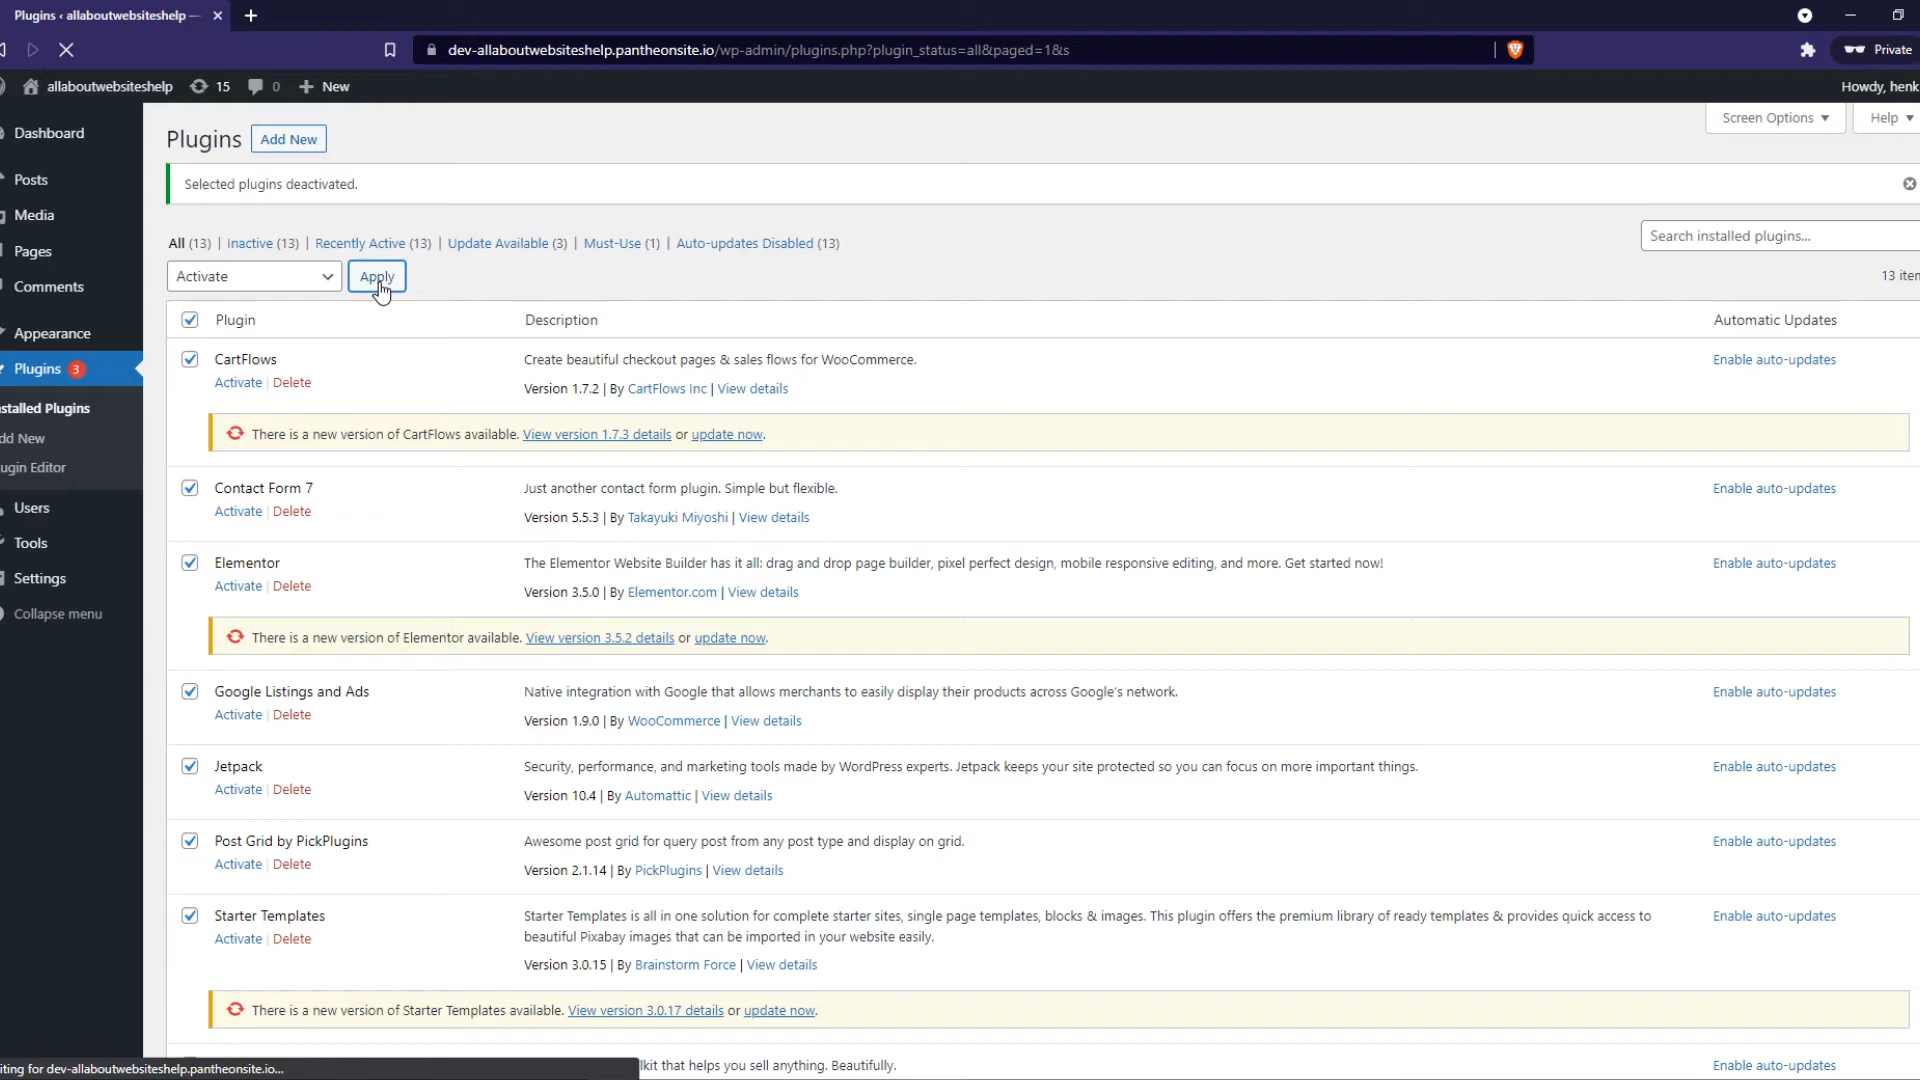 Plugins ‹ allaboutwebsiteshelp —
dev-allaboutwebsiteshelp.pantheonsite.io/wp-admin/plugins.php?plugin_status=all&paged=1&s
Private
allaboutwebsiteshelp 15 0 New
Howdy, henk
Dashboard
Posts
Media
Pages
Comments
Appearance
Plugins 3
stalled Plugins
dd New
ugin Editor
Users
Tools
Settings
Collapse menu
Screen Options
Help
Plugins Add New
Selected plugins deactivated.
All (13) | Inactive (13) | Recently Active (13) | Update Available (3) | Must-Use (1) | Auto-updates Disabled (13)
Search installed plugins...
Activate Apply
13 iten
Plugin Description Automatic Updates
CartFlows Create beautiful checkout pages & sales flows for WooCommerce. Enable auto-updates
Activate | Delete Version 1.7.2 | By CartFlows Inc | View details
There is a new version of CartFlows available. View version 1.7.3 details or update now.
Contact Form 7 Just another contact form plugin. Simple but flexible. Enable auto-updates
Activate | Delete Version 5.5.3 | By Takayuki Miyoshi | View details
Elementor The Elementor Website Builder has it all: drag and drop page builder, pixel perfect design, mobile responsive editing, and more. Get started now! Enable auto-updates
Activate | Delete Version 3.5.0 | By Elementor.com | View details
There is a new version of Elementor available. View version 3.5.2 details or update now.
Google Listings and Ads Native integration with Google that allows merchants to easily display their products across Google's network. Enable auto-updates
Activate | Delete Version 1.9.0 | By WooCommerce | View details
Jetpack Security, performance, and marketing tools made by WordPress experts. Jetpack keeps your site protected so you can focus on more important things. Enable auto-updates
Activate | Delete Version 10.4 | By Automattic | View details
Post Grid by PickPlugins Awesome post grid for query post from any post type and display on grid. Enable auto-updates
Activate | Delete Version 2.1.14 | By PickPlugins | View details
Starter Templates Starter Templates is all in one solution for complete starter sites, single page templates, blocks & images. This plugin offers the premium library of ready templates & provides quick access to Enable auto-updates
Activate | Delete beautiful Pixabay images that can be imported in your website easily.
Version 3.0.15 | By Brainstorm Force | View details
There is a new version of Starter Templates available. View version 3.0.17 details or update now.
lkit that helps you sell anything. Beautifully. Enable auto-updates
iting for dev-allaboutwebsiteshelp.pantheonsite.io...